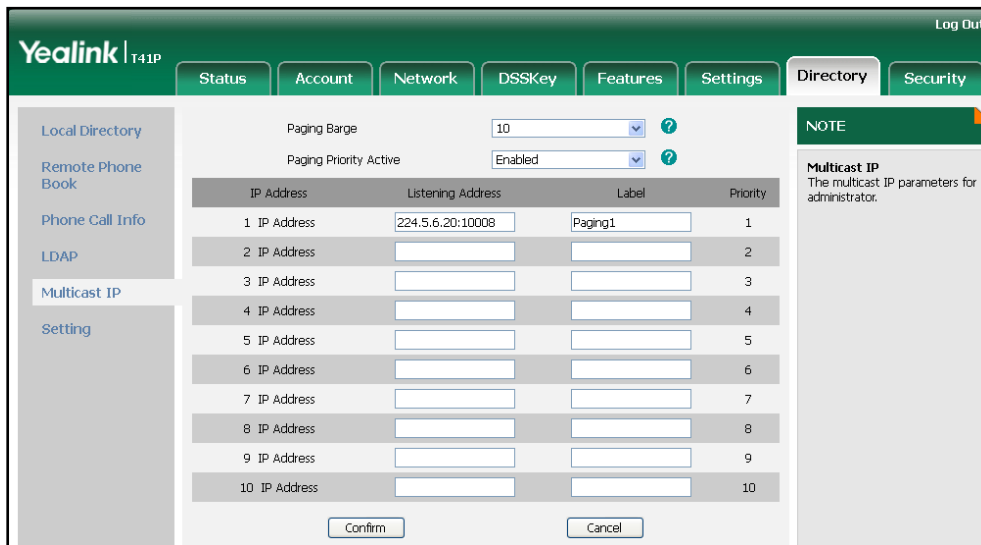 Log Out
Yealink | T41P
Status Account Network DSSKey Features Settings Directory Security
Local Directory
Remote Phone
Book
Phone Call Info
LDAP
Multicast IP
Setting
Paging Barge 10 ?
Paging Priority Active Enabled ?
IP Address Listening Address Label Priority
1 IP Address 224.5.6.20:10008 Paging1 1
2 IP Address 2
3 IP Address 3
4 IP Address 4
5 IP Address 5
6 IP Address 6
7 IP Address 7
8 IP Address 8
9 IP Address 9
10 IP Address 10
Confirm Cancel
NOTE
Multicast IP
The multicast IP parameters for
administrator.